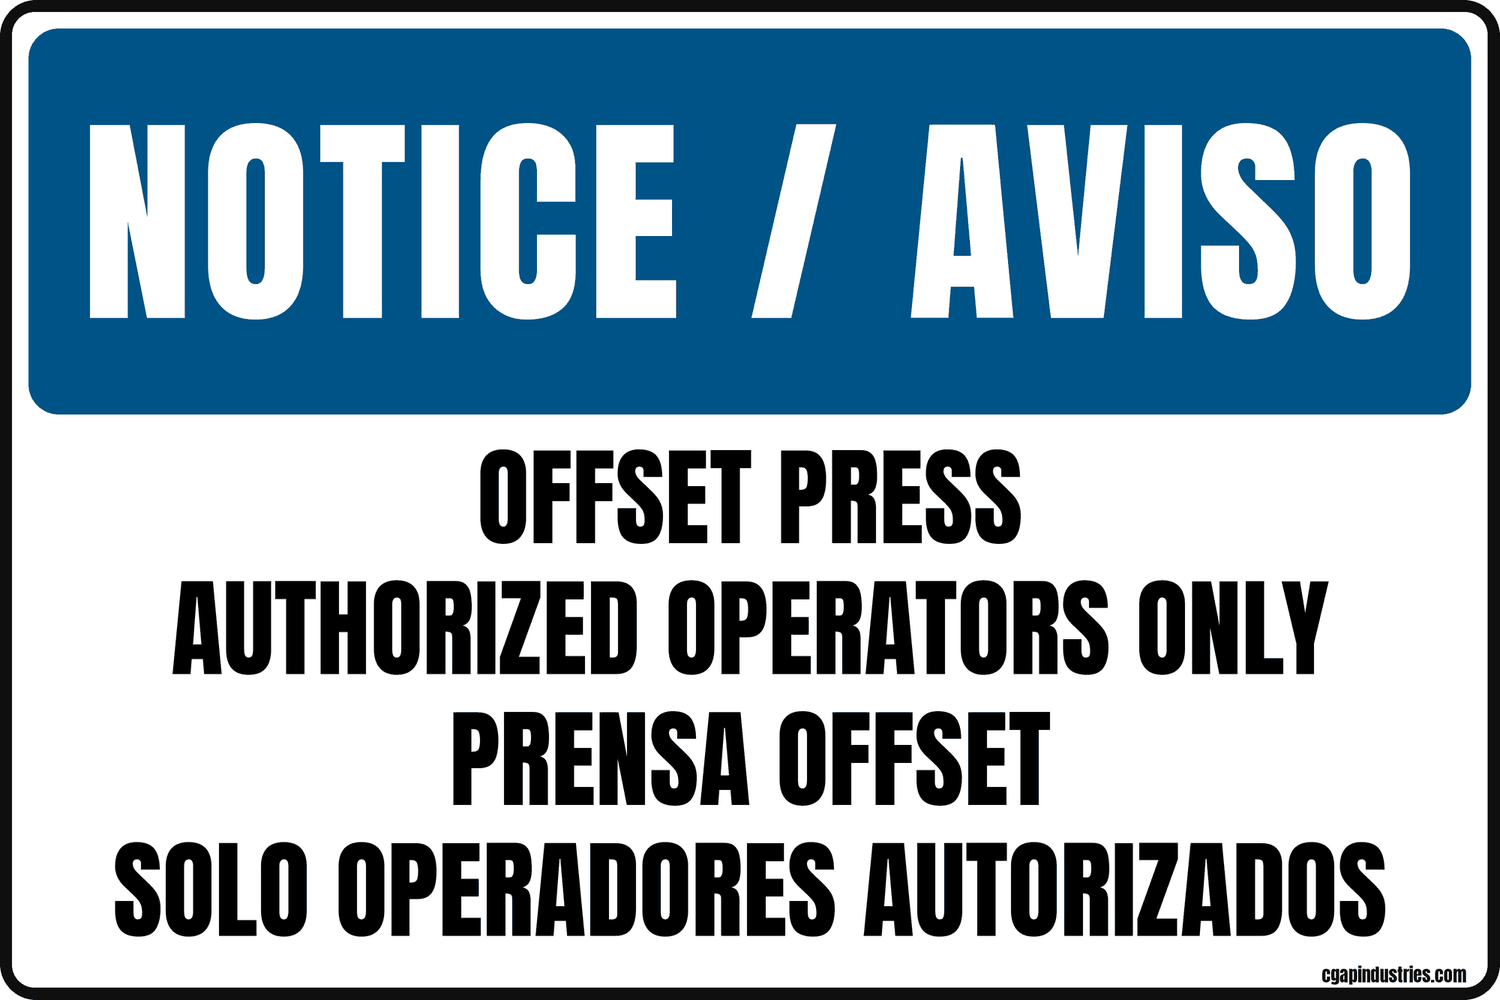 NOTICE / AVISO
OFFSET PRESS
AUTHORIZED OPERATORS ONLY
PRENSA OFFSET
SOLO OPERADORES AUTORIZADOS
cgapindustries.com